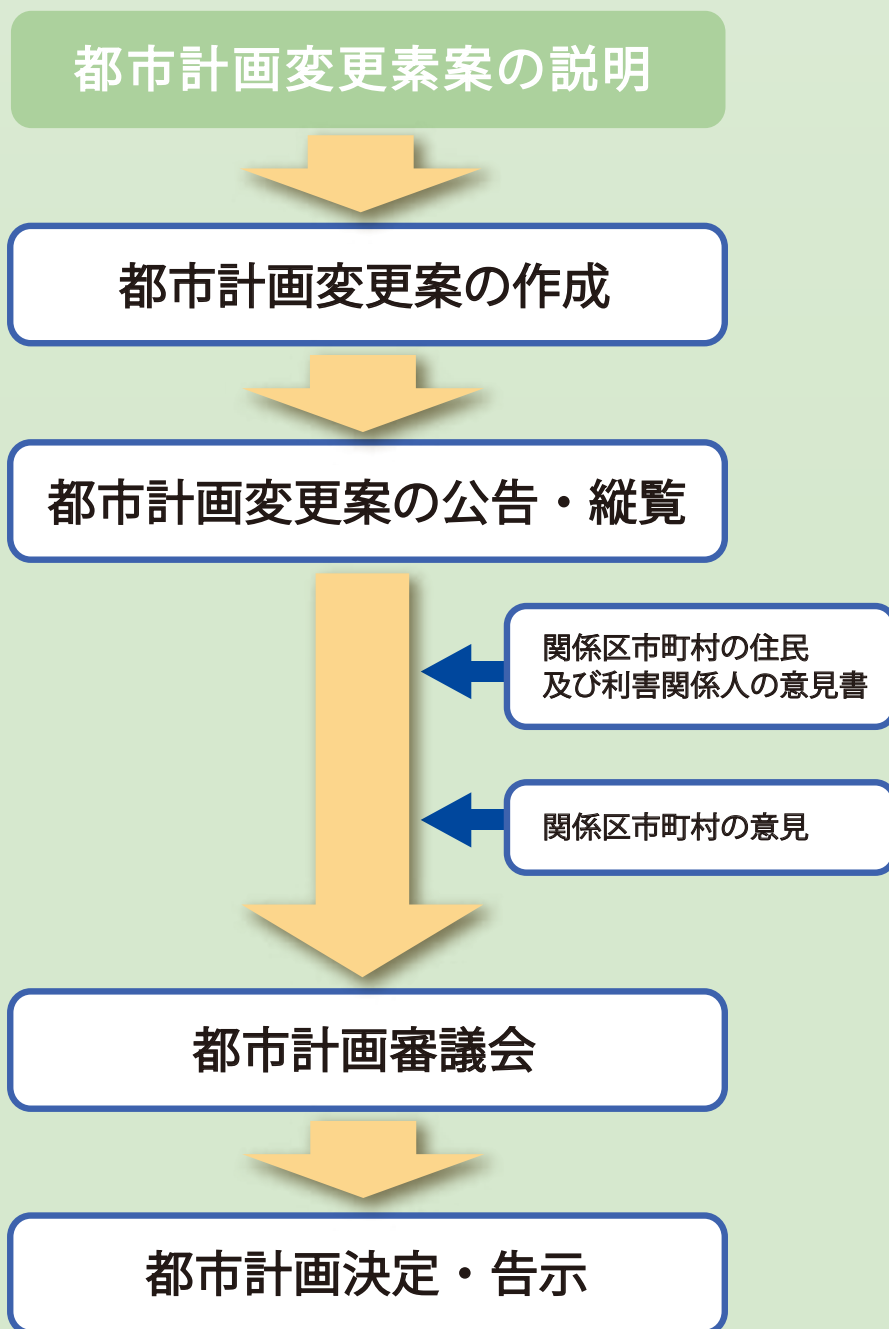 都市計画変更素案の説明
都市計画変更案の作成
都市計画変更案の公告・縦覧
関係区市町村の住民
及び利害関係人の意見書
関係区市町村の意見
都市計画審議会
都市計画決定・告示